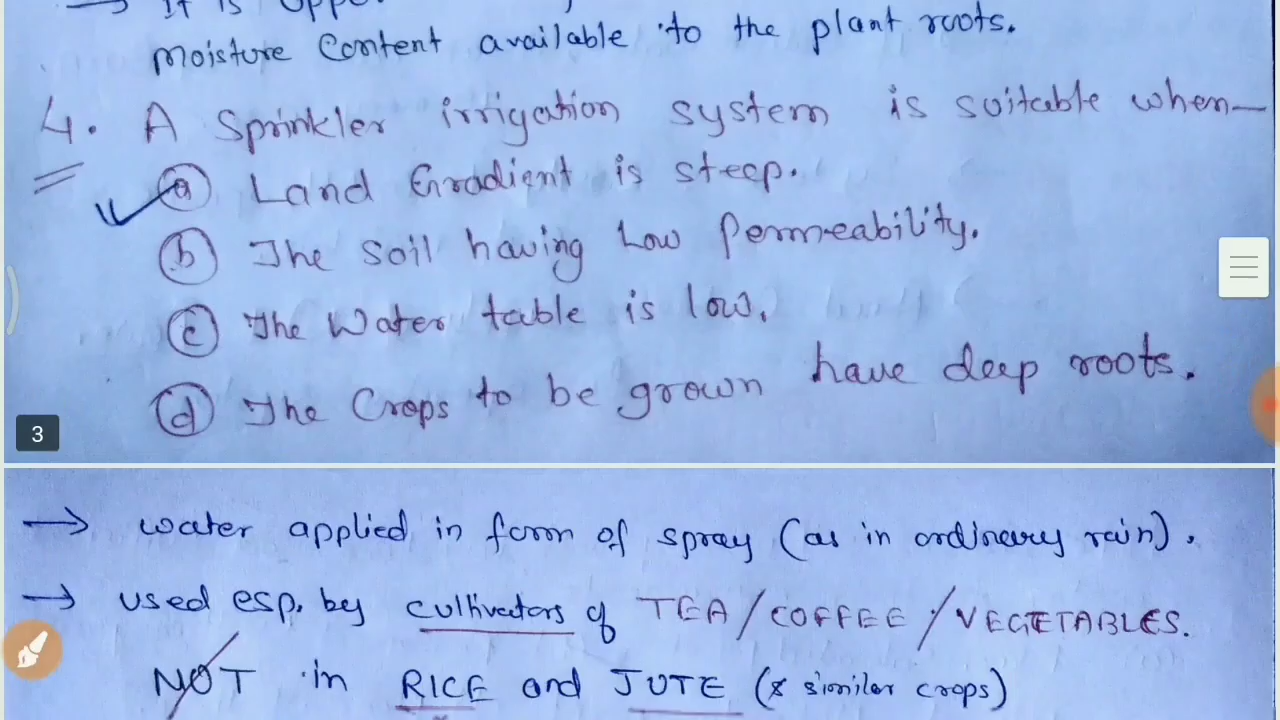 → It is
moisture content available to the plant roots.
4. A Sprinkler irrigation system is suitable when—
(a) Land Gradient is steep.
(b) The soil having Low Permeability.
(c) The Water table is low.
(d) The Crops to be grown have deep roots.
3
→ water applied in form of spray (as in ordinary rain).
→ used esp. by cultivators of TEA/COFFEE/VEGETABLES.
NOT in RICE and JUTE (& similar crops)